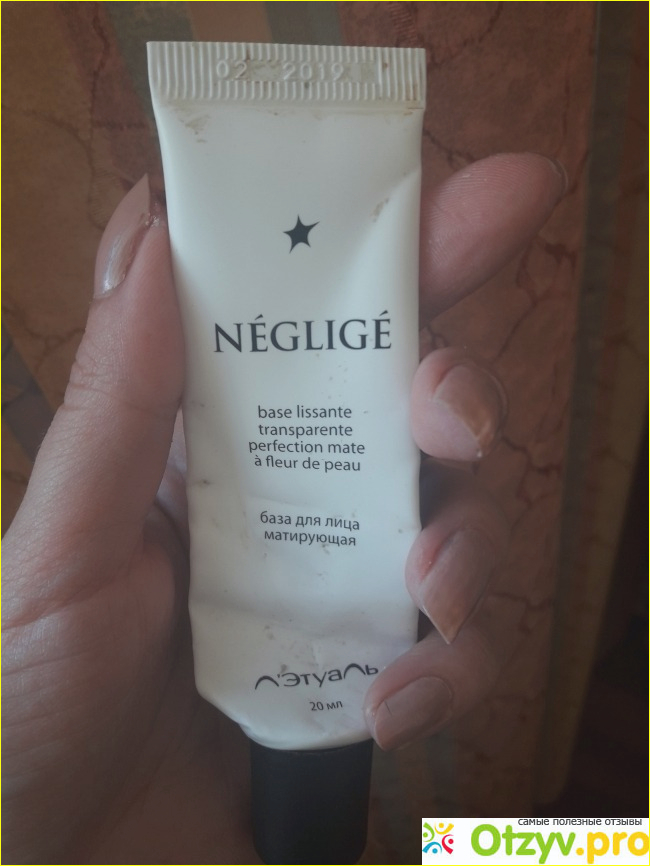 02 2019
NÉGLIGÉ
base lissante
transparente
perfection mate
à fleur de peau
база для лица
матирующая
Л'Этуаль
20 мл
самые полезные отзывы
Otzyv.pro